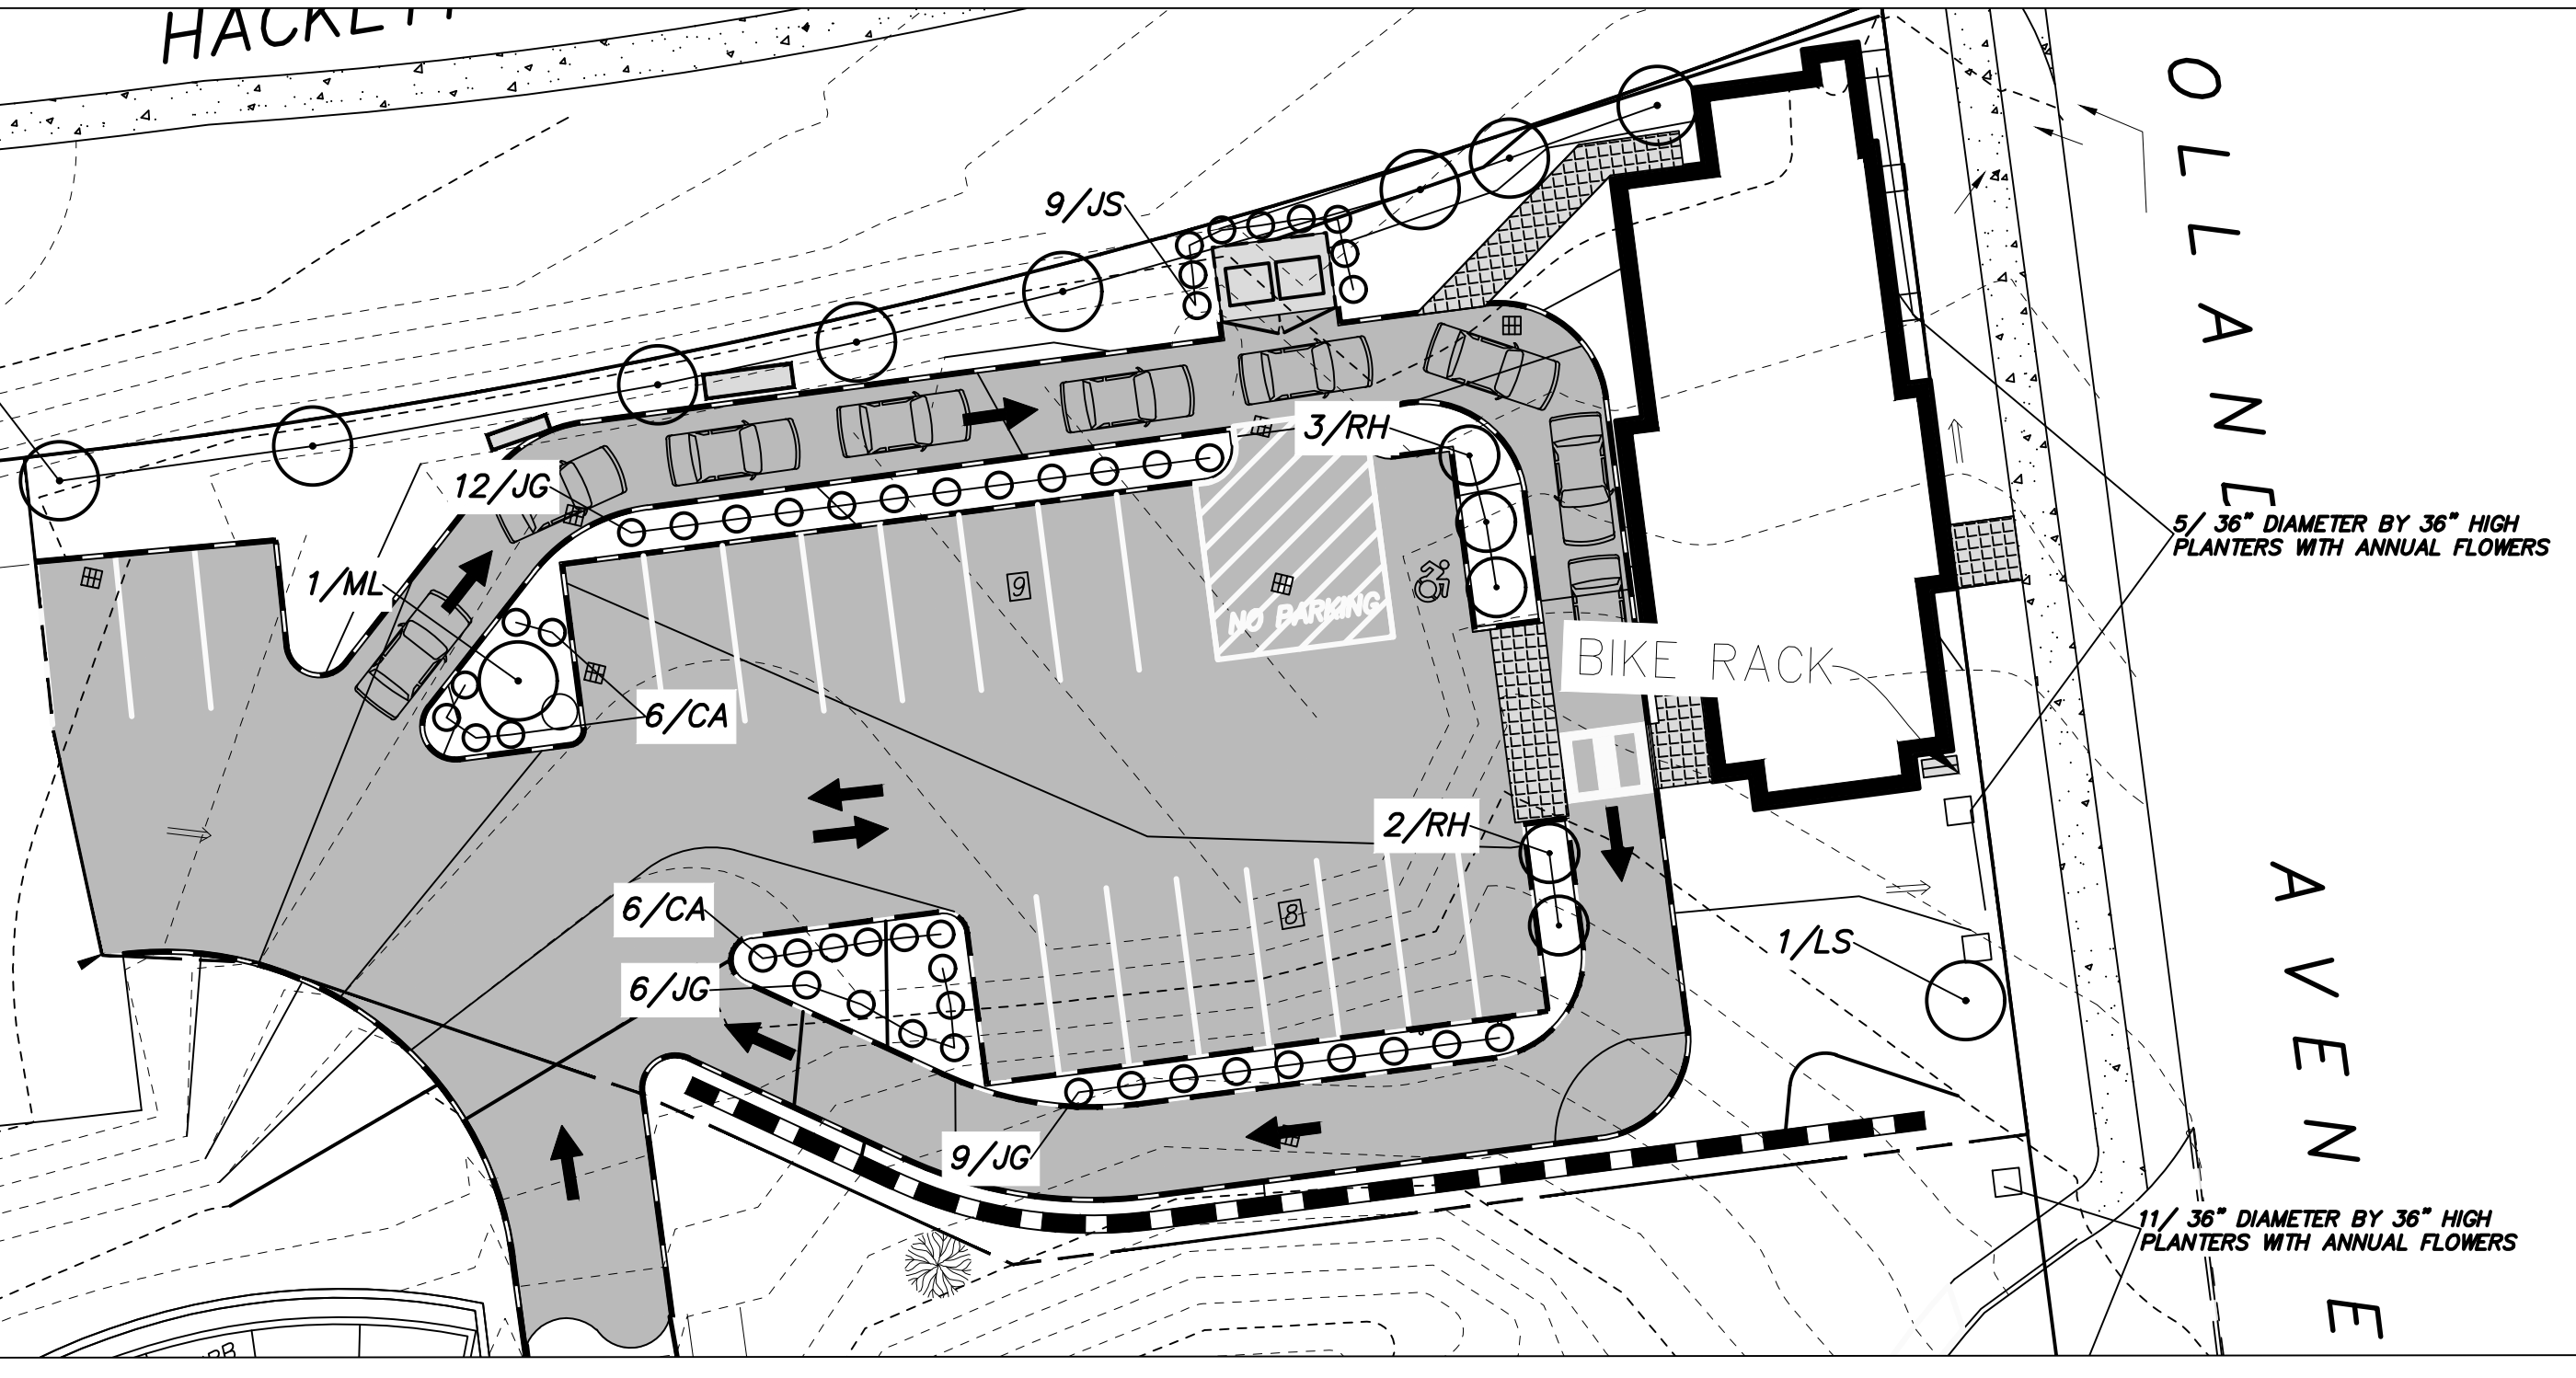 HACKETT
OLLAND
AVENUE
9/JS
3/RH
12/JG
1/ML
5/ 36" DIAMETER BY 36" HIGH
PLANTERS WITH ANNUAL FLOWERS
9
NO PARKING
BIKE RACK
6/CA
2/RH
6/CA
8
1/LS
6/JG
9/JG
11/ 36" DIAMETER BY 36" HIGH
PLANTERS WITH ANNUAL FLOWERS